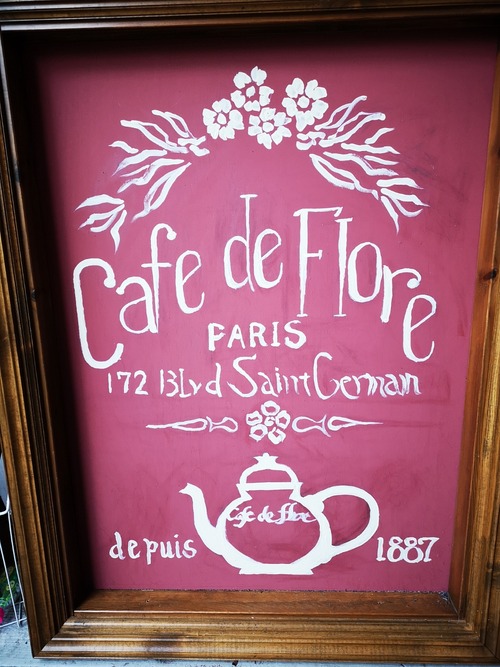 Cafe de Flore
PARIS
172 BLvd Saint Germain
Cafe de flore
depuis 1887